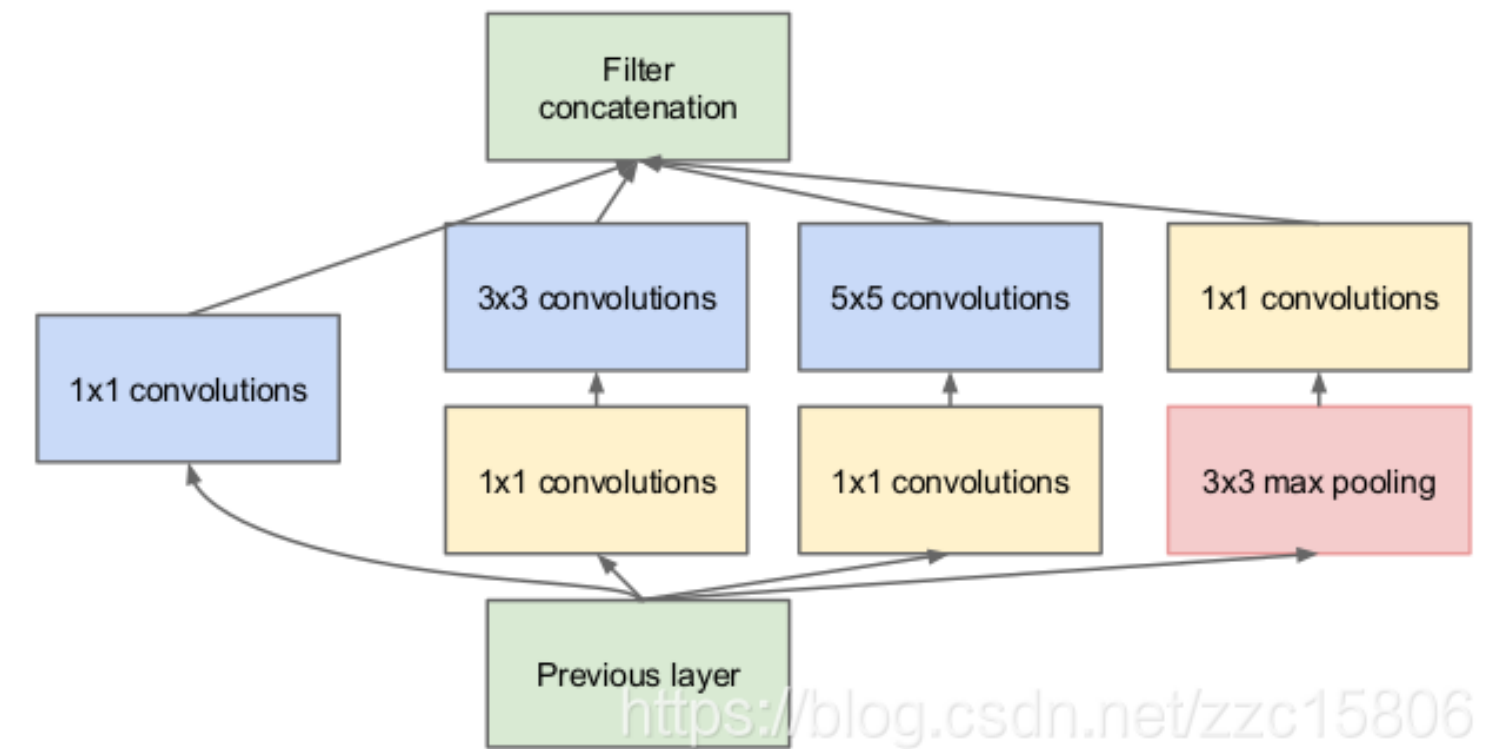 Filter
concatenation
3x3 convolutions
5x5 convolutions
1x1 convolutions
1x1 convolutions
1x1 convolutions
1x1 convolutions
3x3 max pooling
Previous layer
https://blog.csdn.net/zzc15806